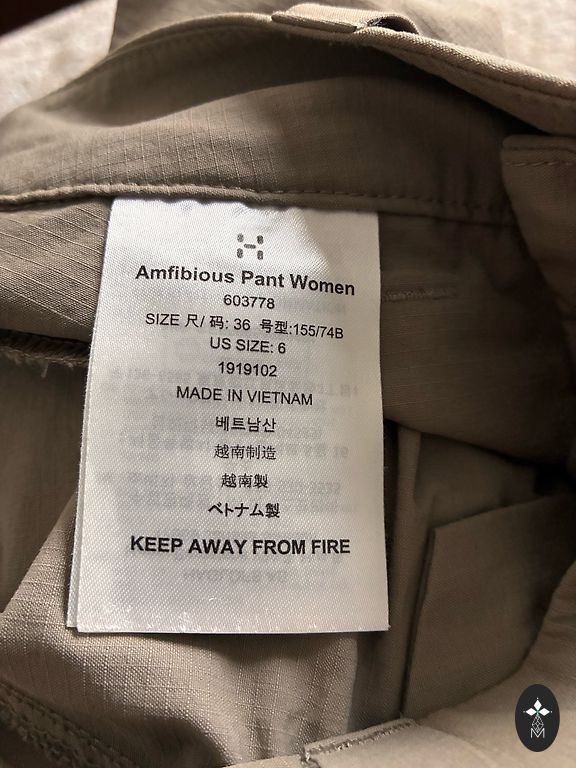 Amfibious Pant Women
603778
SIZE 尺/ 码: 36 号型:155/74B
US SIZE: 6
1919102
MADE IN VIETNAM
베트남산
越南制造
越南製
ベトナム製
KEEP AWAY FROM FIRE
M